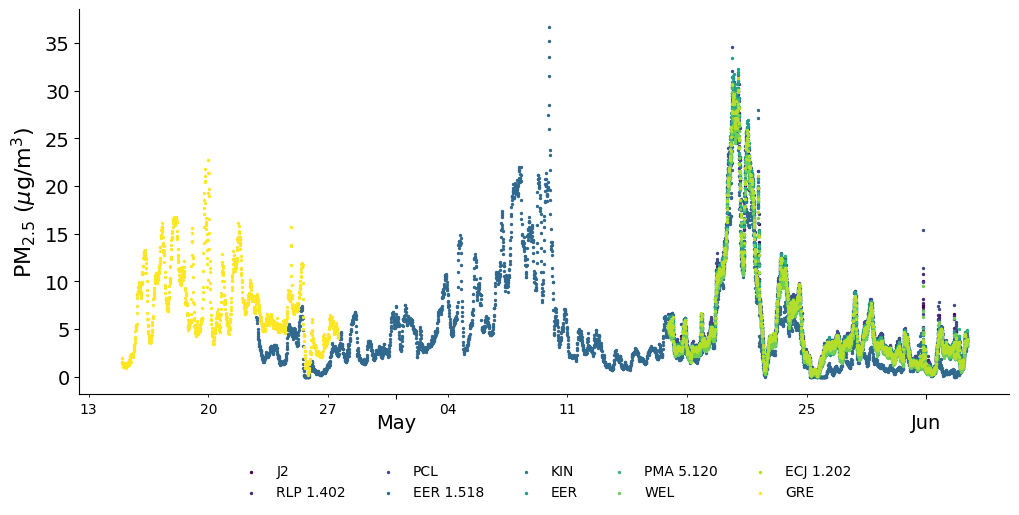 35
30
25
20
15
10
5
0
PM2.5 (μg/m3)
13 20 27 04 11 18 25
May Jun
J2 PCL KIN PMA 5.120 ECJ 1.202
RLP 1.402 EER 1.518 EER WEL GRE